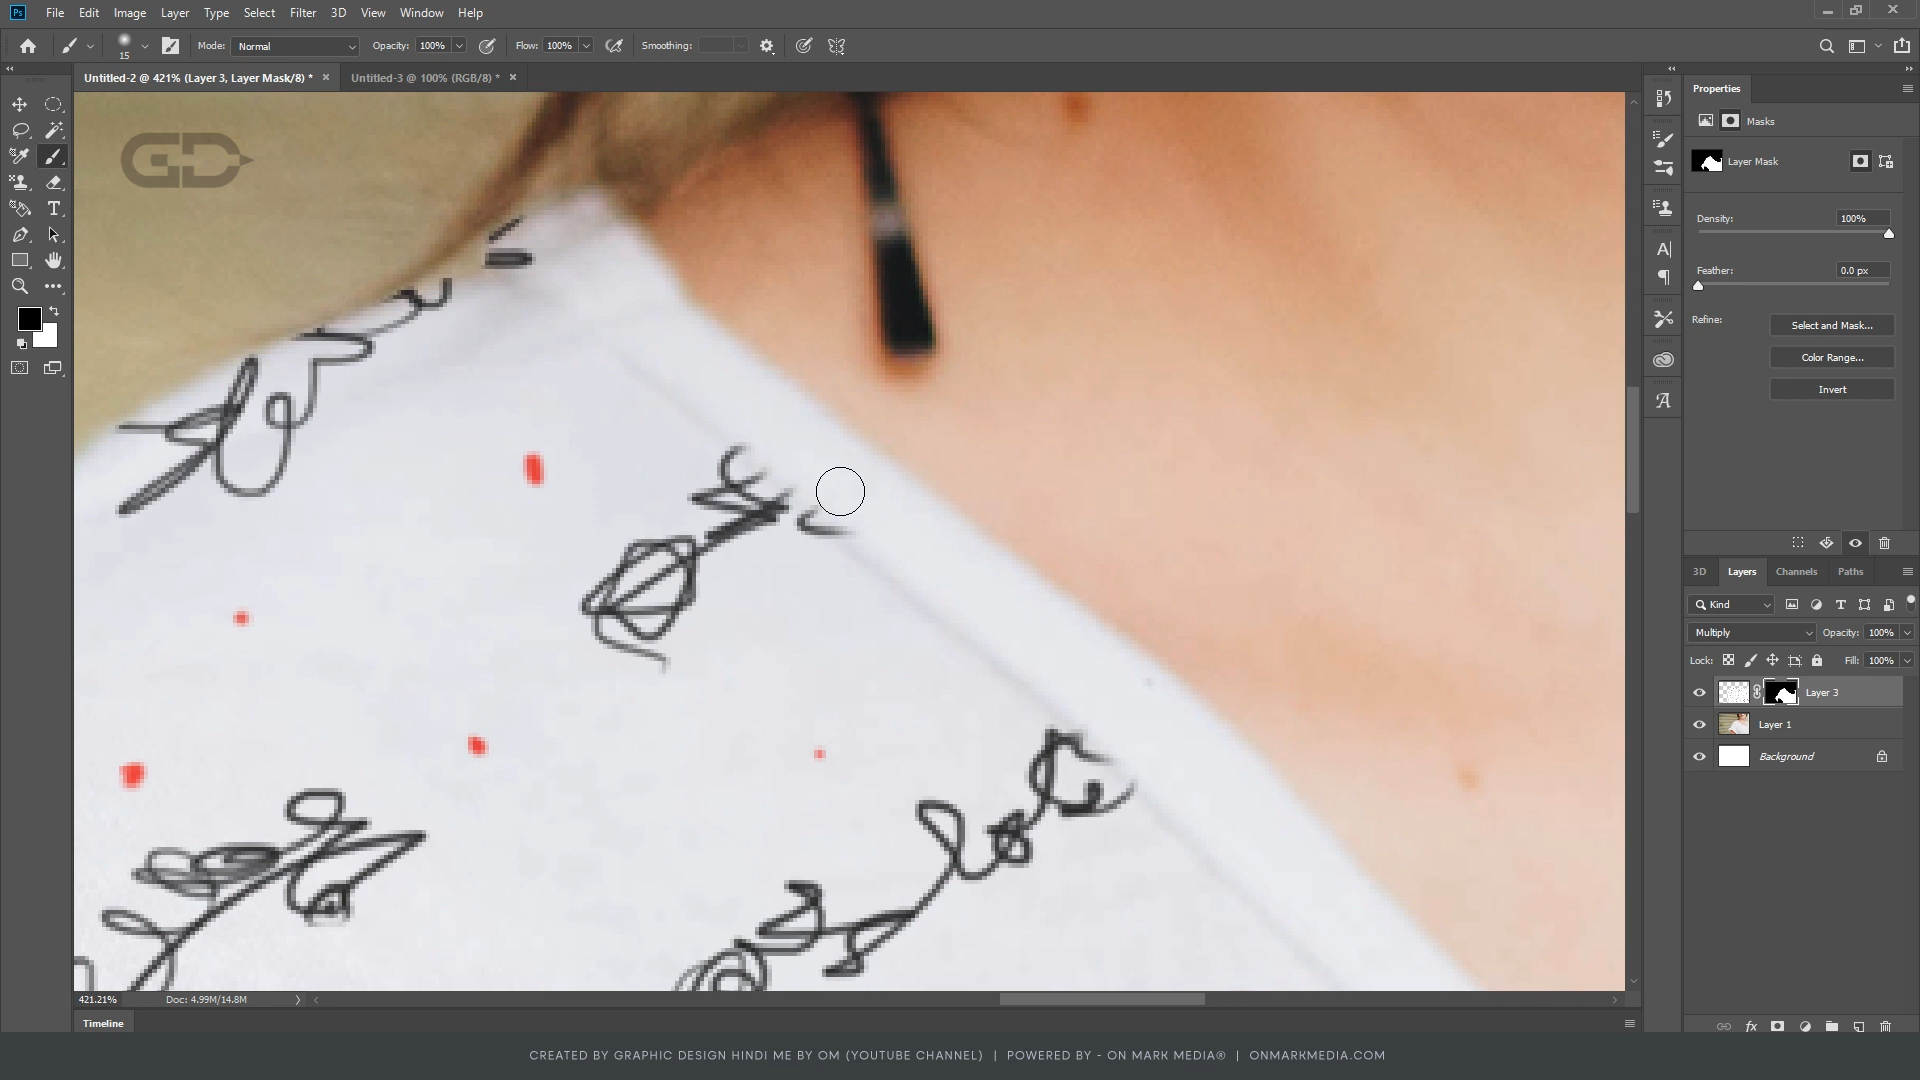 Ps File Edit Image Layer Type Select Filter 3D View Window Help
15 Mode: Normal Opacity: 100% Flow: 100% Smoothing:
Untitled-2 @ 421% (Layer 3, Layer Mask/8) * × Untitled-3 @ 100% (RGB/8) * ×
GD
Properties
Masks
Layer Mask
Density: 100%
Feather: 0.0 px
Refine: Select and Mask...
Color Range...
Invert
3D Layers Channels Paths
Kind
Multiply Opacity: 100%
Lock: Fill: 100%
Layer 3
Layer 1
Background
fx
421.21% Doc: 4.99M/14.8M
Timeline
CREATED BY GRAPHIC DESIGN HINDI ME BY OM (YOUTUBE CHANNEL) | POWERED BY - ON MARK MEDIA® | ONMARKMEDIA.COM